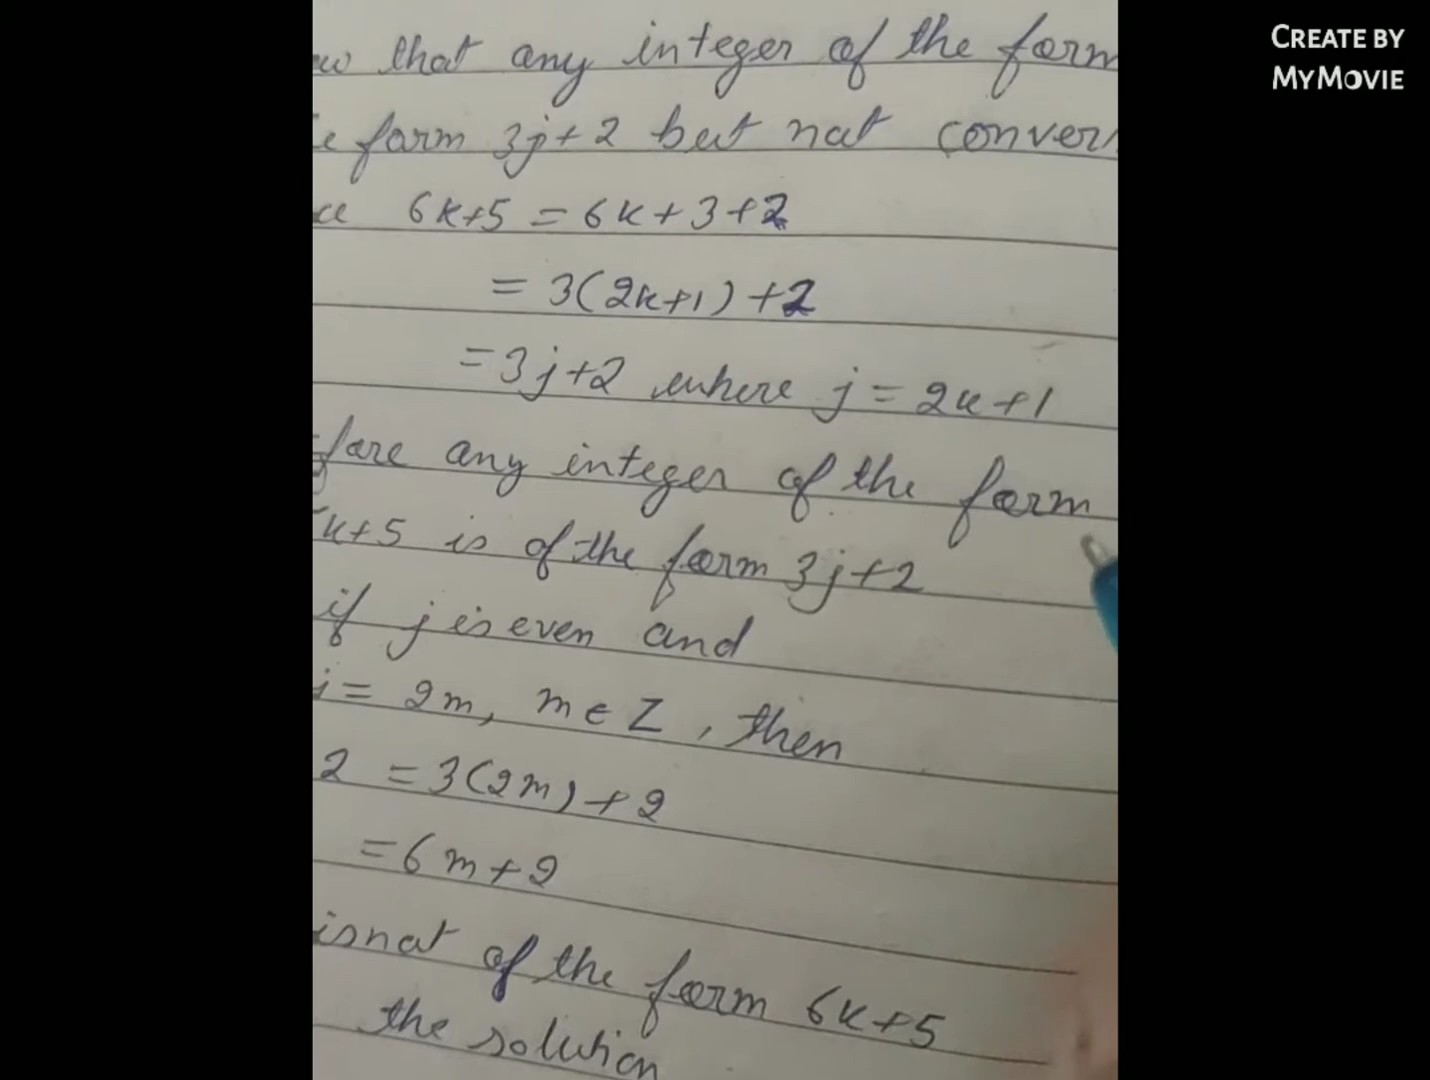 CREATE BY
MYMOVIE
w that any integer of the form
e form 3j+2 but not conver
ce 6k+5 = 6k+3+2
= 3(2k+1)+2
=3j+2 where j=2k+1
fore any integer of the form
k+5 is of the form 3j+2
if j is even and
j= 2m, m∈Z, then
2 =3(2m)+2
=6m+2
is not of the form 6k+5
the solution